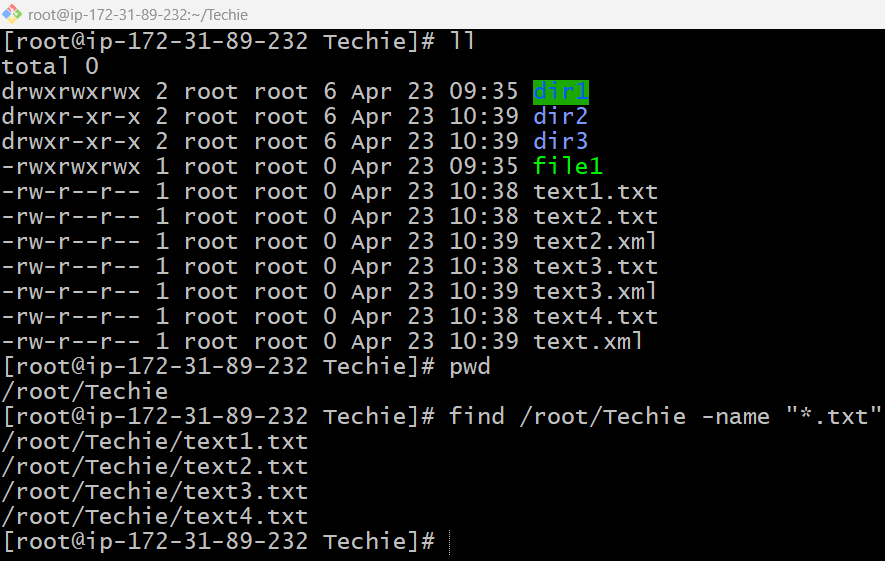 root@ip-172-31-89-232:~/Techie
[root@ip-172-31-89-232 Techie]# ll
total 0
drwxrwxrwx 2 root root 6 Apr 23 09:35 dir1
drwxr-xr-x 2 root root 6 Apr 23 10:39 dir2
drwxr-xr-x 2 root root 6 Apr 23 10:39 dir3
-rwxrwxrwx 1 root root 0 Apr 23 09:35 file1
-rw-r--r-- 1 root root 0 Apr 23 10:38 text1.txt
-rw-r--r-- 1 root root 0 Apr 23 10:38 text2.txt
-rw-r--r-- 1 root root 0 Apr 23 10:39 text2.xml
-rw-r--r-- 1 root root 0 Apr 23 10:38 text3.txt
-rw-r--r-- 1 root root 0 Apr 23 10:39 text3.xml
-rw-r--r-- 1 root root 0 Apr 23 10:38 text4.txt
-rw-r--r-- 1 root root 0 Apr 23 10:39 text.xml
[root@ip-172-31-89-232 Techie]# pwd
/root/Techie
[root@ip-172-31-89-232 Techie]# find /root/Techie -name "*.txt"
/root/Techie/text1.txt
/root/Techie/text2.txt
/root/Techie/text3.txt
/root/Techie/text4.txt
[root@ip-172-31-89-232 Techie]#